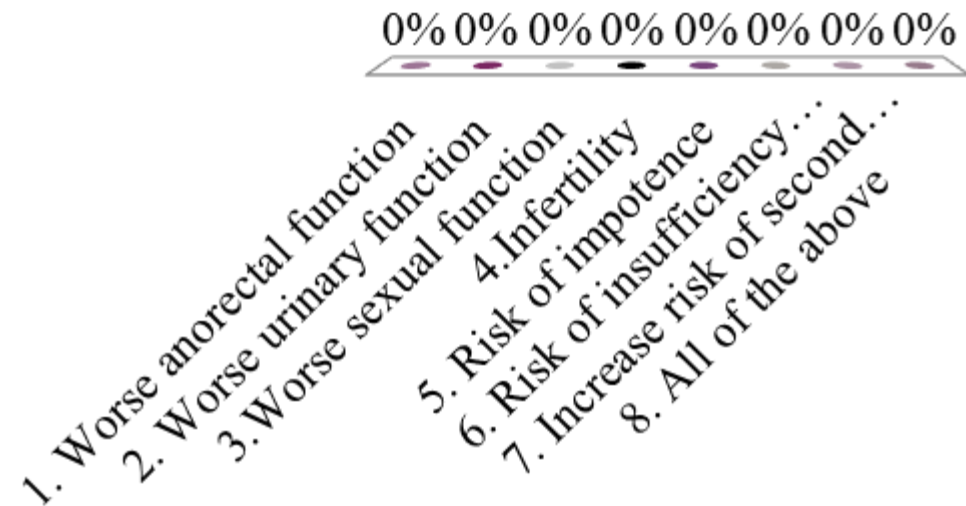 0% 0% 0% 0% 0% 0% 0% 0%
1. Worse anorectal function
2. Worse urinary function
3.Worse sexual function
4.Infertility
5. Risk of impotence
6. Risk of insufficiency…
7. Increase risk of second…
8. All of the above